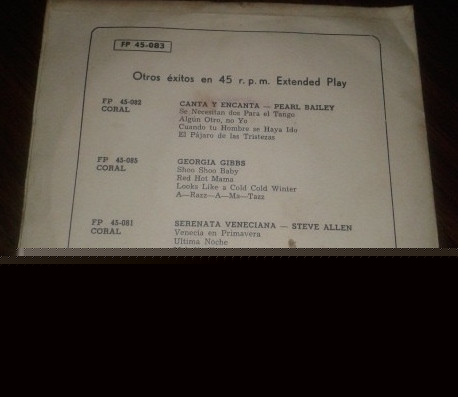 FP 45-083
Otros éxitos en 45 r.p.m. Extended Play
FP 45-082
CORAL
CANTA Y ENCANTA — PEARL BAILEY
Se Necesitan dos Para el Tango
Algún Otro, no Yo
Cuando tu Hombre se Haya Ido
El Pájaro de las Tristezas
FP 45-085
CORAL
GEORGIA GIBBS
Shoo Shoo Baby
Red Hot Mama
Looks Like a Cold Cold Winter
A—Razz—A—Ma—Tazz
FP 45-081
CORAL
SERENATA VENECIANA — STEVE ALLEN
Venecia en Primavera
Ultima Noche